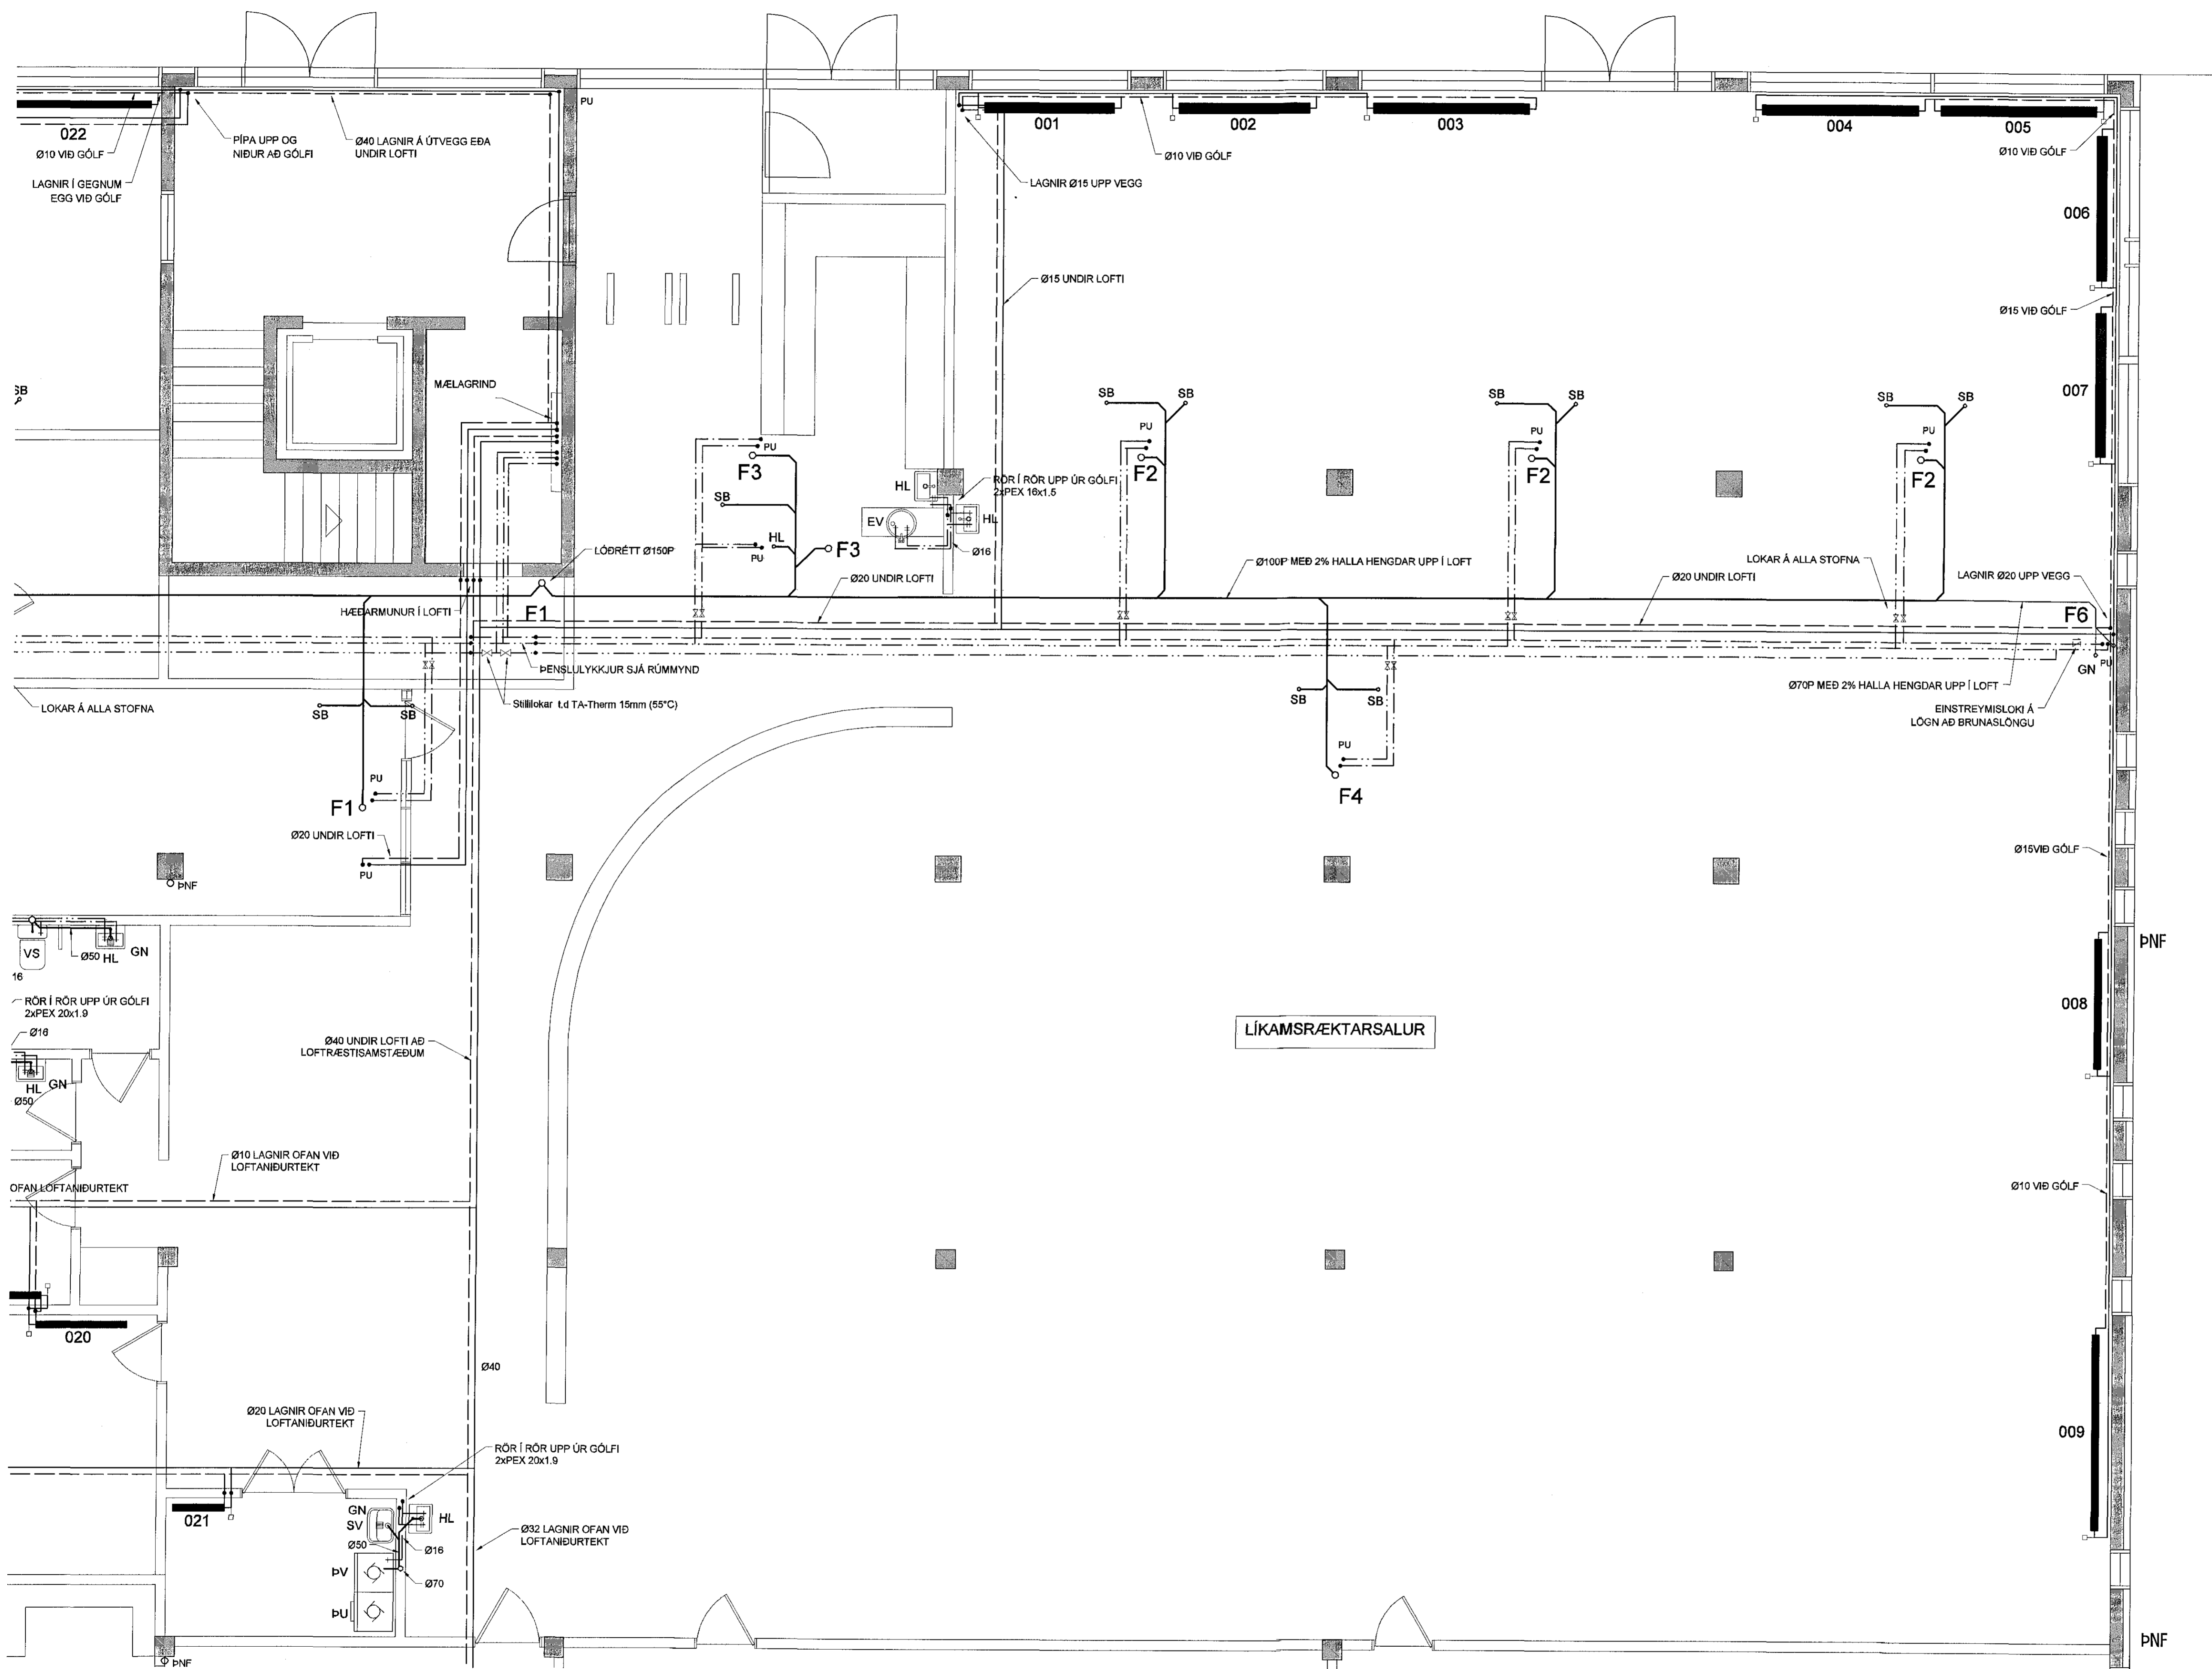 PU
022
Ø10 VIÐ GÓLF
LAGNIR Í GEGNUM
EGG VIÐ GÓLF
PÍPA UPP OG
NIÐUR AÐ GÓLFI
Ø40 LAGNIR Á ÚTVEGG EÐA
UNDIR LOFTI
001
002
003
004
005
Ø10 VIÐ GÓLF
Ø10 VIÐ GÓLF
LAGNIR Ø15 UPP VEGG
006
Ø15 UNDIR LOFTI
Ø15 VIÐ GÓLF
007
SB
MÆLAGRIND
SB
SB
SB
SB
SB
SB
PU
F3
PU
F2
PU
F2
PU
F2
SB
HL
RÖR Í RÖR UPP ÚR GÓLFI
2xPEX 16x1.5
EV
HL
Ø16
LÓÐRÉTT Ø150P
HL
PU
F3
Ø20 UNDIR LOFTI
Ø100P MEÐ 2% HALLA HENGDAR UPP Í LOFT
Ø20 UNDIR LOFTI
LOKAR Á ALLA STOFNA
LAGNIR Ø20 UPP VEGG
HÆÐARMUNUR Í LOFTI
F1
F6
ÞENSLULYKKJUR SJÁ RÚMMYND
GN
PU
LOKAR Á ALLA STOFNA
SB
SB
Stillilokar t.d TA-Therm 15mm (55°C)
SB
SB
Ø70P MEÐ 2% HALLA HENGDAR UPP Í LOFT
EINSTREYMISLOKI Á
LÖGN AÐ BRUNASLÖNGU
PU
F4
PU
F1
Ø20 UNDIR LOFTI
PU
ÞNF
Ø15VIÐ GÓLF
ÞNF
VS
Ø50
HL
GN
16
RÖR Í RÖR UPP ÚR GÓLFI
2xPEX 20x1.9
Ø16
008
LÍKAMSRÆKTARSALUR
Ø40 UNDIR LOFTI AÐ
LOFTRÆSTISAMSTÆÐUM
HL
GN
Ø50
Ø10 LAGNIR OFAN VIÐ
LOFTANIÐURTEKT
OFAN LOFTANIÐURTEKT
Ø10 VIÐ GÓLF
020
Ø40
Ø20 LAGNIR OFAN VIÐ
LOFTANIÐURTEKT
009
RÖR Í RÖR UPP ÚR GÓLFI
2xPEX 20x1.9
021
GN
SV
HL
Ø32 LAGNIR OFAN VIÐ
LOFTANIÐURTEKT
Ø50
Ø16
ÞV
Ø70
ÞU
ÞNF
ÞNF